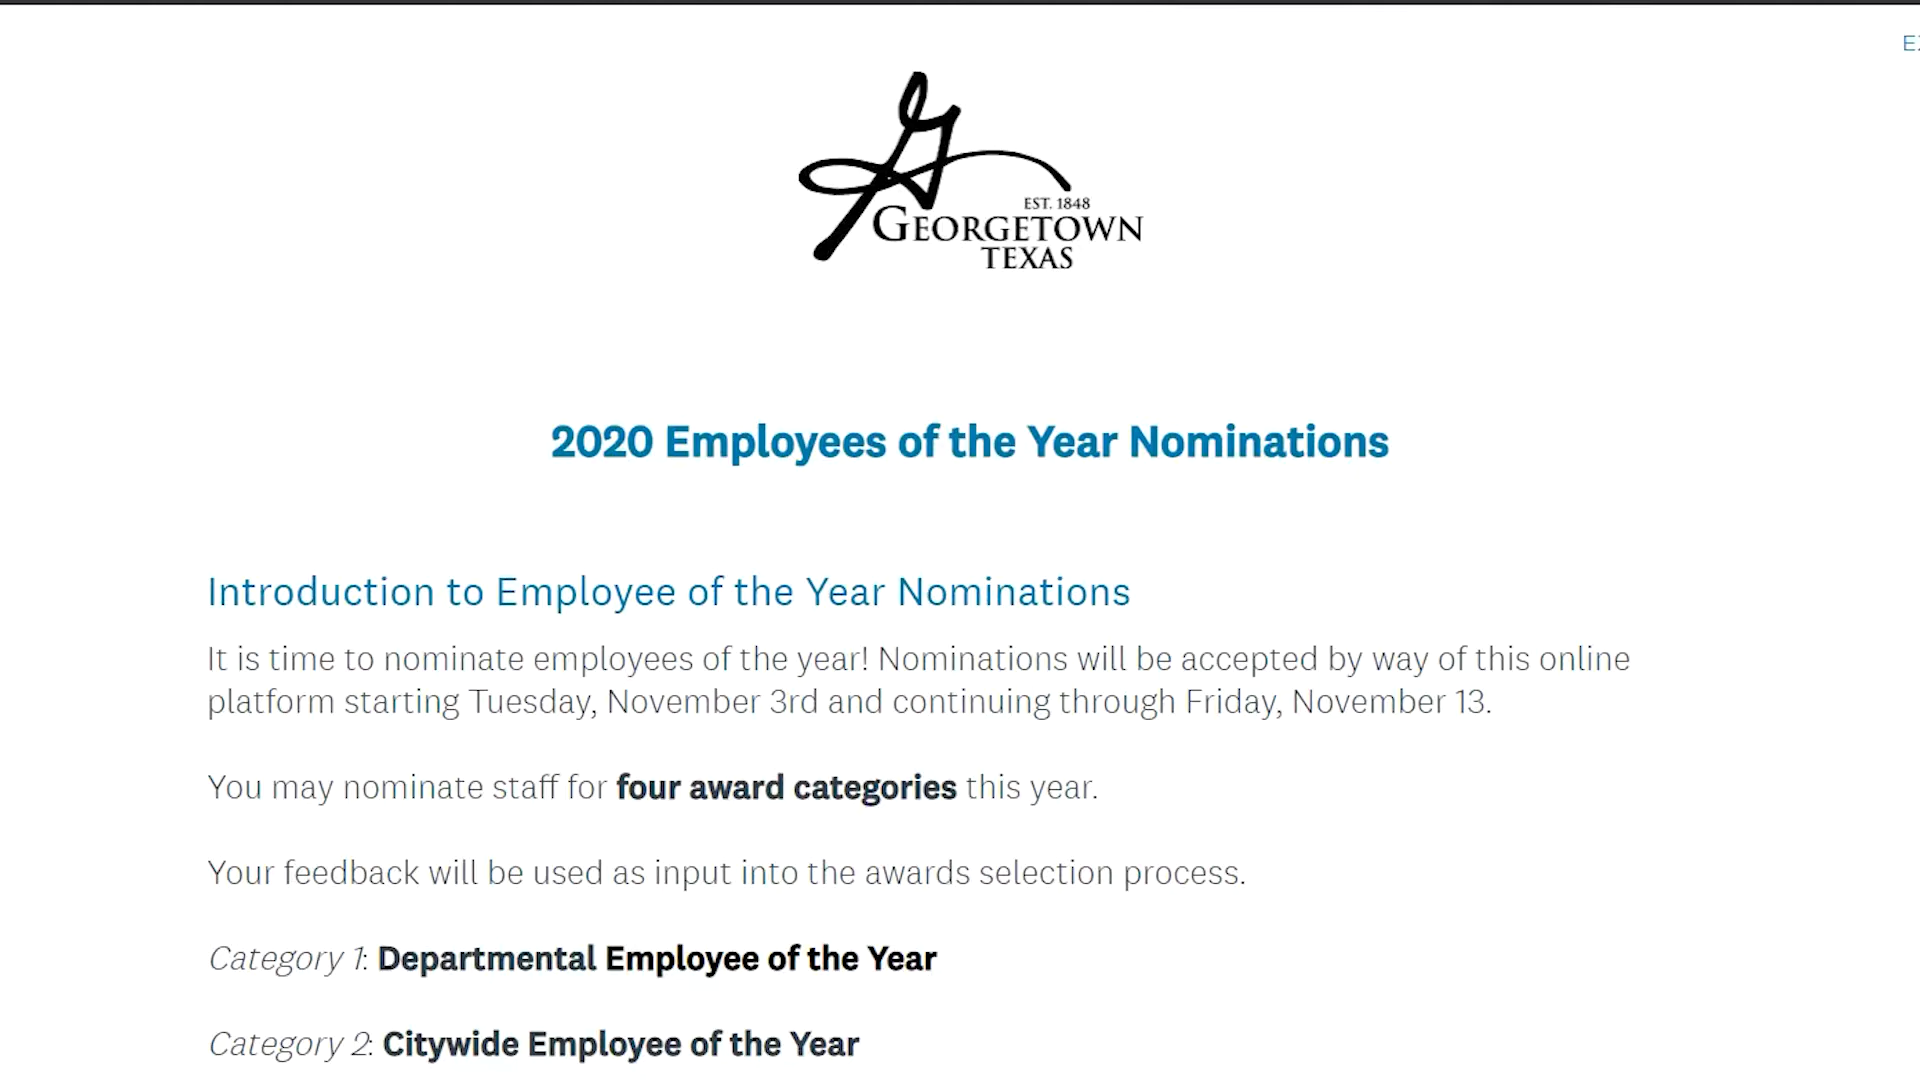 EST. 1848
GEORGETOWN
TEXAS
2020 Employees of the Year Nominations
Introduction to Employee of the Year Nominations
It is time to nominate employees of the year! Nominations will be accepted by way of this online
platform starting Tuesday, November 3rd and continuing through Friday, November 13.
You may nominate staff for four award categories this year.
Your feedback will be used as input into the awards selection process.
Category 1: Departmental Employee of the Year
Category 2: Citywide Employee of the Year